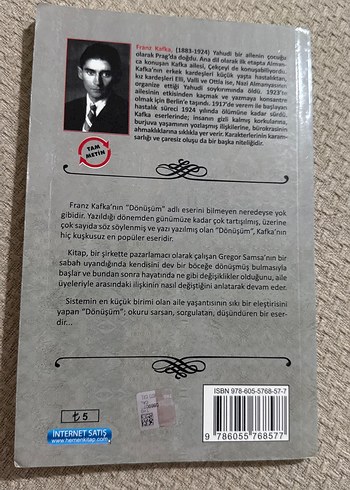 Franz Kafka, (1883-1924) Yahudi bir ailenin çocuğu
olarak Prag'da doğdu. Ana dil olarak ilk etapta Alman-
ca konuşan Kafka ailesi, Çekçeyi de konuşabiliyordu.
Kafka'nın erkek kardeşleri küçük yaşta hastalıktan,
kız kardeşleri Elli, Valli ve Ottla ise, Nazi Almanyasının
organize ettiği Yahudi soykırımında öldü. 1923'te
ailesinin etkisinden kaçmak ve yazmaya konsantre
olmak için Berlin'e taşındı. 1917'de verem ile başlayan
hastalık süreci 1924 yılında ölümüne kadar sürdü.
Kafka eserlerinde; insanın gizli kalmış korkularına,
burjuva yaşamının yozlaşmış ilişkilerine, bürokrasinin
ahmaklıklarına sıklıkla yer verir. Karakterlerinin karam-
sarlığı ve çaresiz oluşu da bir başka niteliğidir.
TAM
METİN
Franz Kafka'nın "Dönüşüm" adlı eserini bilmeyen neredeyse yok
gibidir. Yazıldığı dönemden günümüze kadar çok tartışılmış, üzerine
çok sayıda söz söylenmiş ve yazı yazılmış olan "Dönüşüm", Kafka'nın
hiç kuşkusuz en popüler eseridir.
Kitap, bir şirkette pazarlamacı olarak çalışan Gregor Samsa'nın bir
sabah uyandığında kendisini dev bir böceğe dönüşmüş bulmasıyla
başlar ve bundan sonra hayatında ne gibi değişiklikler olduğunu, aile
üyeleriyle arasındaki ilişkinin nasıl değiştiğini anlatarak devam eder.
Sistemin en küçük birimi olan aile yaşantısının sıkı bir eleştirisini
yapan "Dönüşüm"; okuru sarsan, sorgulatan, düşündüren bir eser-
dir...
ISBN 978-605-5768-57-7
₺ 5
İNTERNET SATIŞ
www.hemenkitap.com
9 786055 768577